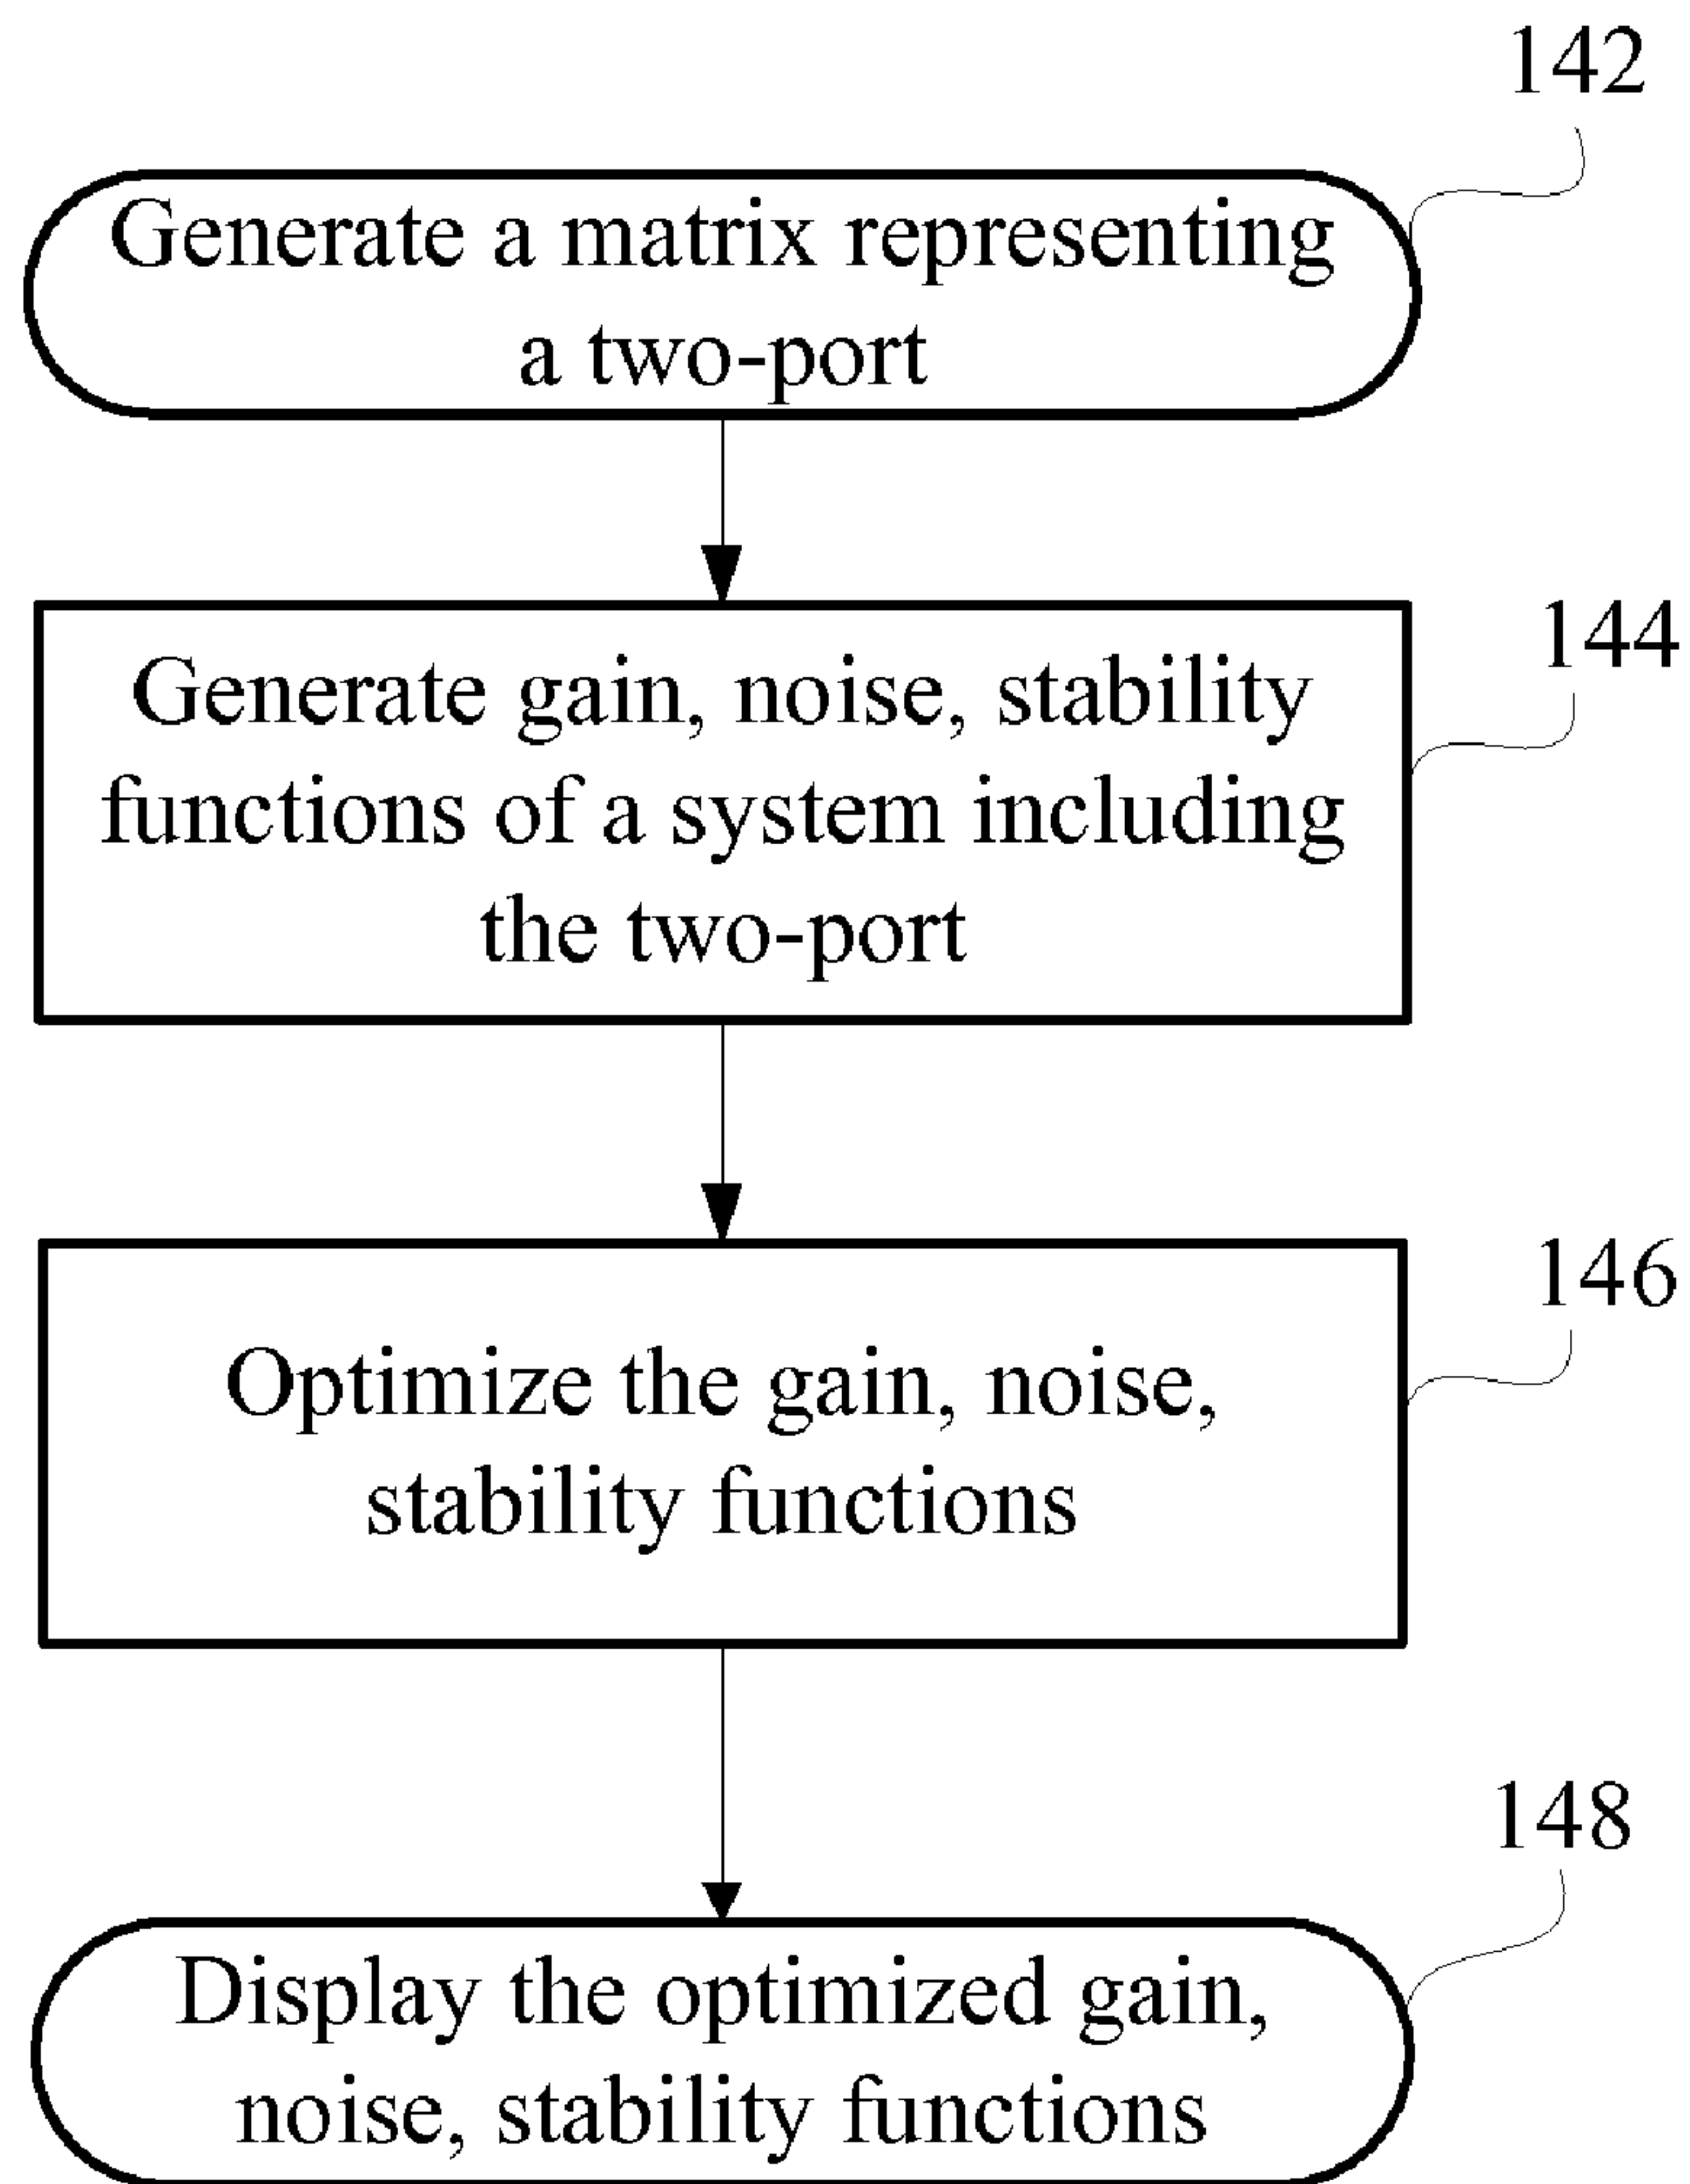 142
Generate a matrix representing
a two-port
144
Generate gain, noise, stability
functions of a system including
the two-port
146
Optimize the gain, noise,
stability functions
148
Display the optimized gain,
noise, stability functions